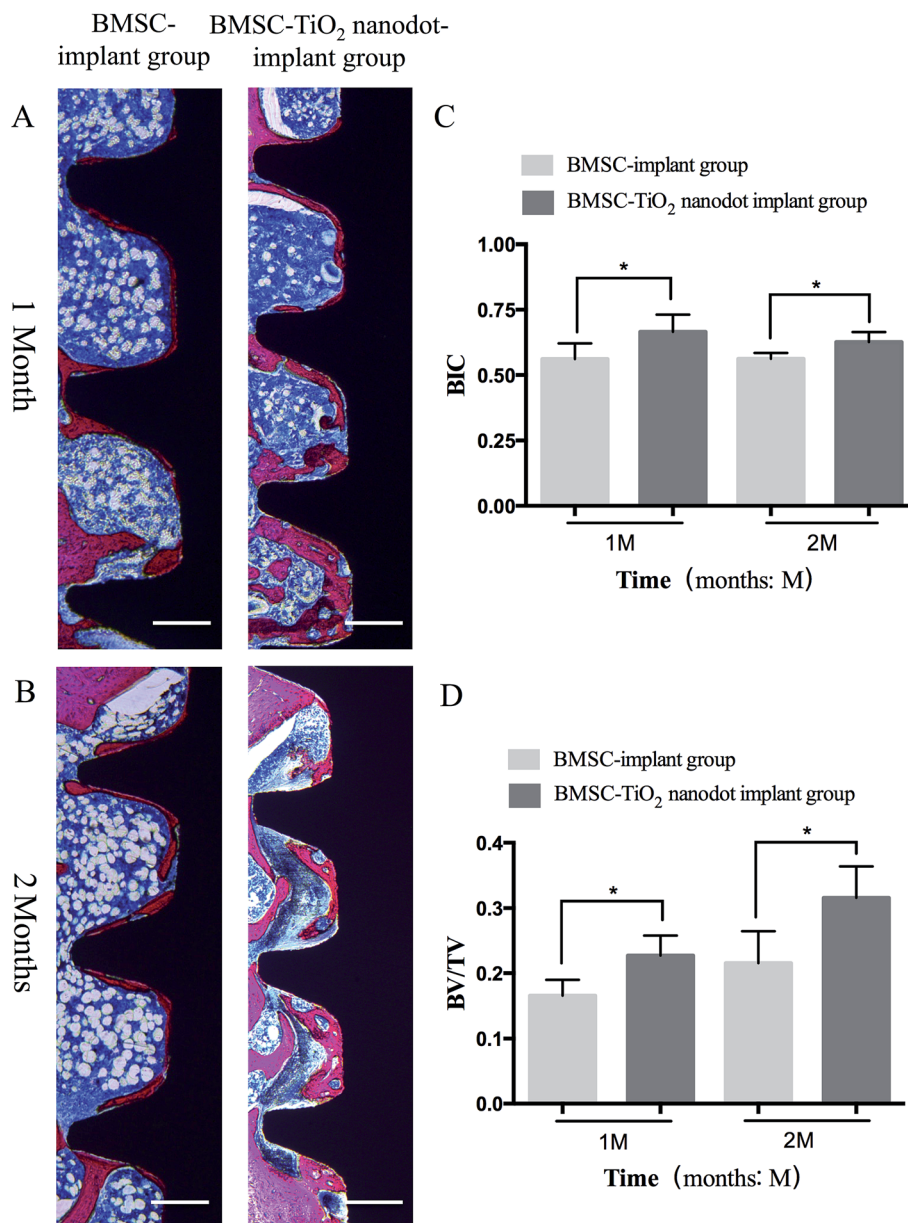 BMSC-
implant group
BMSC-TiO₂ nanodot-
implant group
A
1 Month
B
2 Months
C
BMSC-implant group
BMSC-TiO₂ nanodot implant group
BIC
1.00
0.75
0.50
0.25
0.00
*
*
1M
2M
Time (months: M)
D
BMSC-implant group
BMSC-TiO₂ nanodot implant group
BV/TV
0.4
0.3
0.2
0.1
0.0
*
*
1M
2M
Time (months: M)